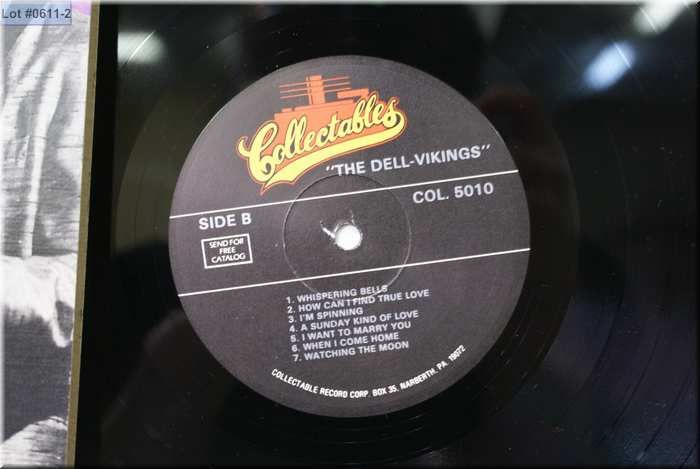 Lot #0611-2
Collectables
"THE DELL-VIKINGS"
SIDE B
COL. 5010
SEND FOR
FREE
CATALOG
1. WHISPERING BELLS
2. HOW CAN I FIND TRUE LOVE
3. I'M SPINNING
4. A SUNDAY KIND OF LOVE
5. I WANT TO MARRY YOU
6. WHEN I COME HOME
7. WATCHING THE MOON
COLLECTABLE RECORD CORP. BOX 35, NARBERTH, PA. 19072